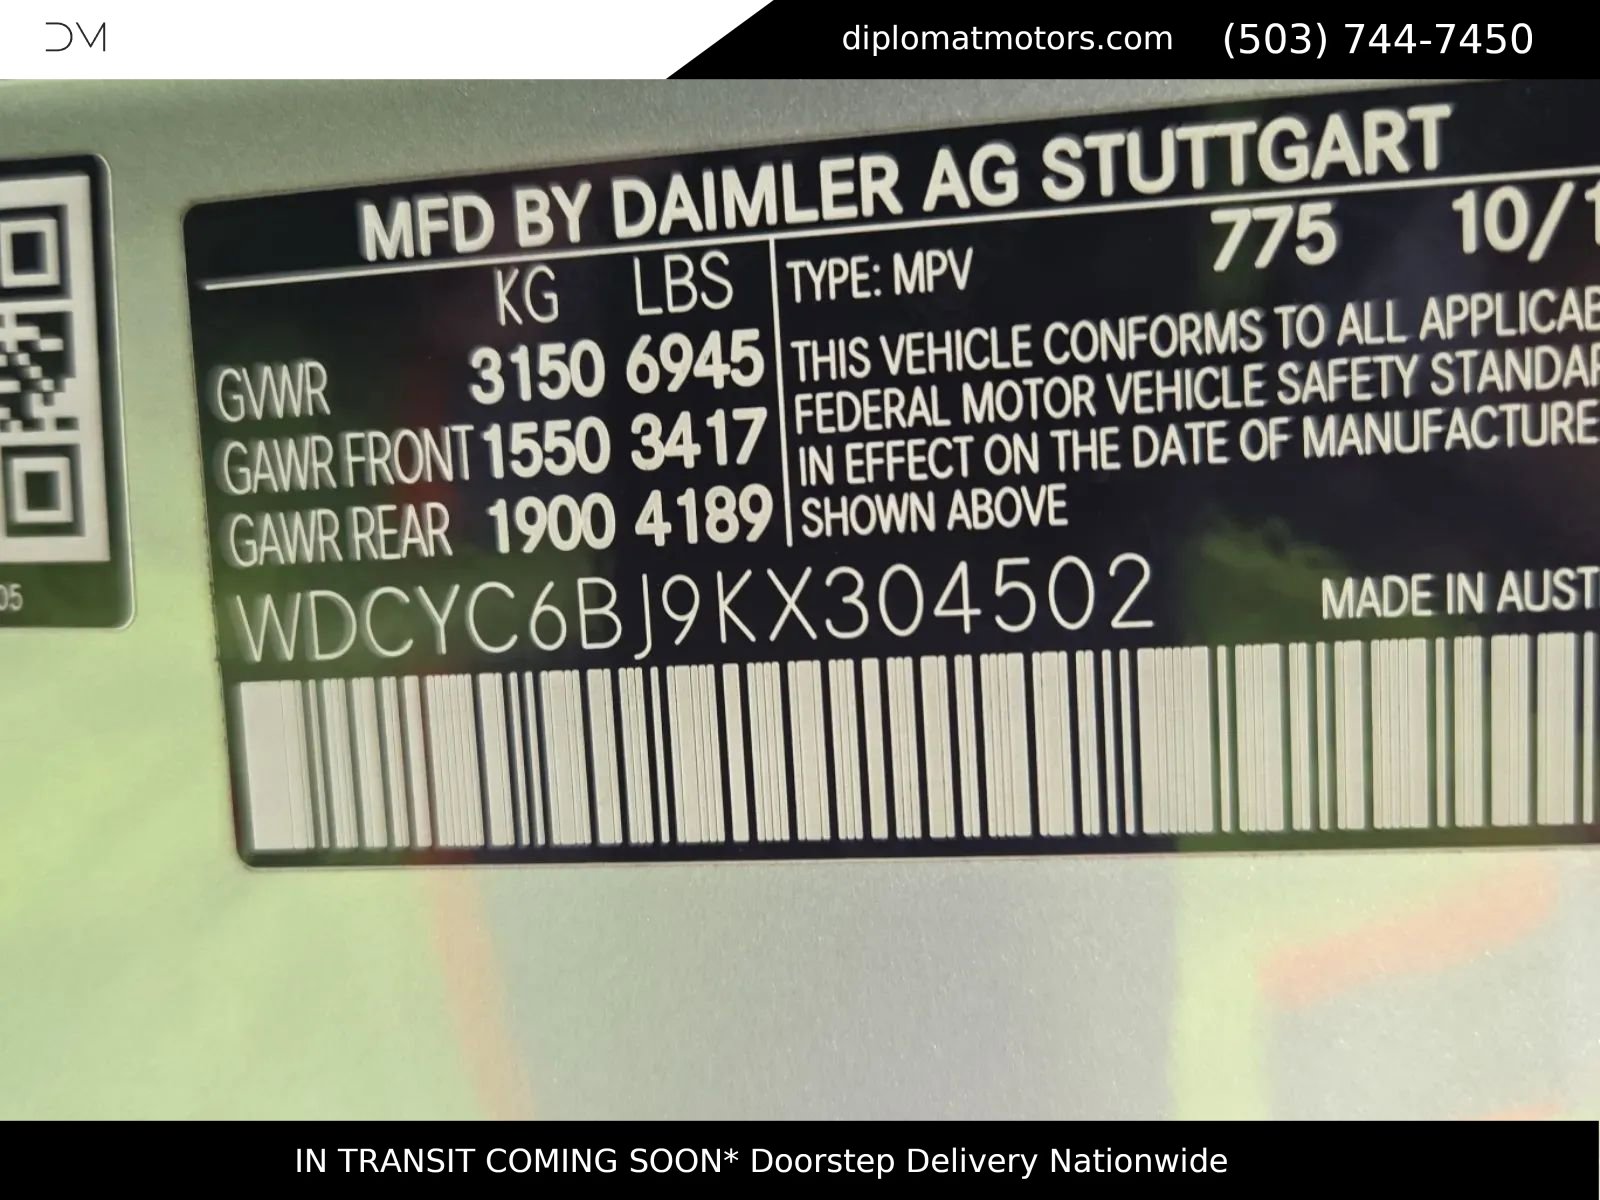 DM
diplomatmotors.com (503) 744-7450
MFD BY DAIMLER AG STUTTGART
KG LBS
TYPE: MPV 775 10/1
GVWR 3150 6945
GAWR FRONT 1550 3417
GAWR REAR 1900 4189
THIS VEHICLE CONFORMS TO ALL APPLICAB
FEDERAL MOTOR VEHICLE SAFETY STANDAR
IN EFFECT ON THE DATE OF MANUFACTURE
SHOWN ABOVE
WDCYC6BJ9KX304502
MADE IN AUST
05
IN TRANSIT COMING SOON* Doorstep Delivery Nationwide